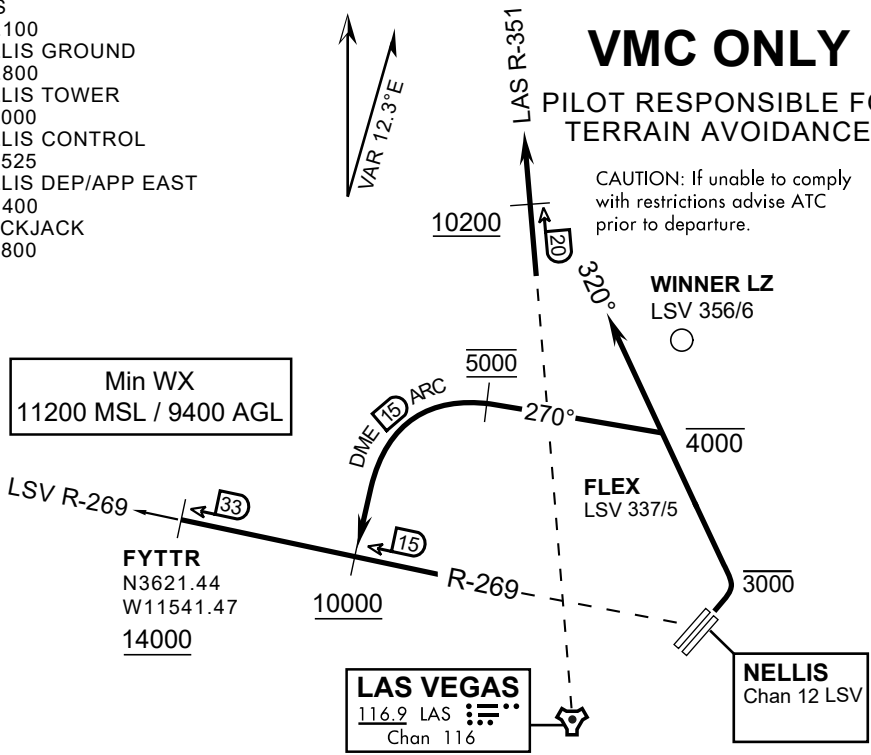 S
100
LIS GROUND
800
LIS TOWER
000
LIS CONTROL
525
LIS DEP/APP EAST
400
CKJACK
800
VAR 12.3°E
LAS R-351
VMC ONLY
PILOT RESPONSIBLE FO
TERRAIN AVOIDANCE
CAUTION: If unable to comply
with restrictions advise ATC
prior to departure.
10200
20
320°
WINNER LZ
LSV 356/6
Min WX
11200 MSL / 9400 AGL
5000
DME 15 ARC
270°
4000
FLEX
LSV 337/5
LSV R-269
33
15
FYTTR
N3621.44
W11541.47
14000
10000
R-269
3000
LAS VEGAS
116.9 LAS
Chan 116
NELLIS
Chan 12 LSV